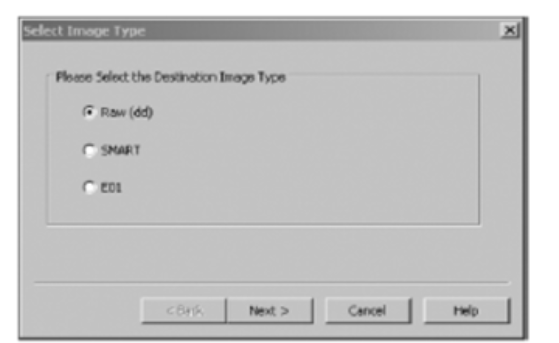 Select Image Type
Please Select the Destination Image Type
Raw (dd)
SMART
E01
< Back Next > Cancel Help